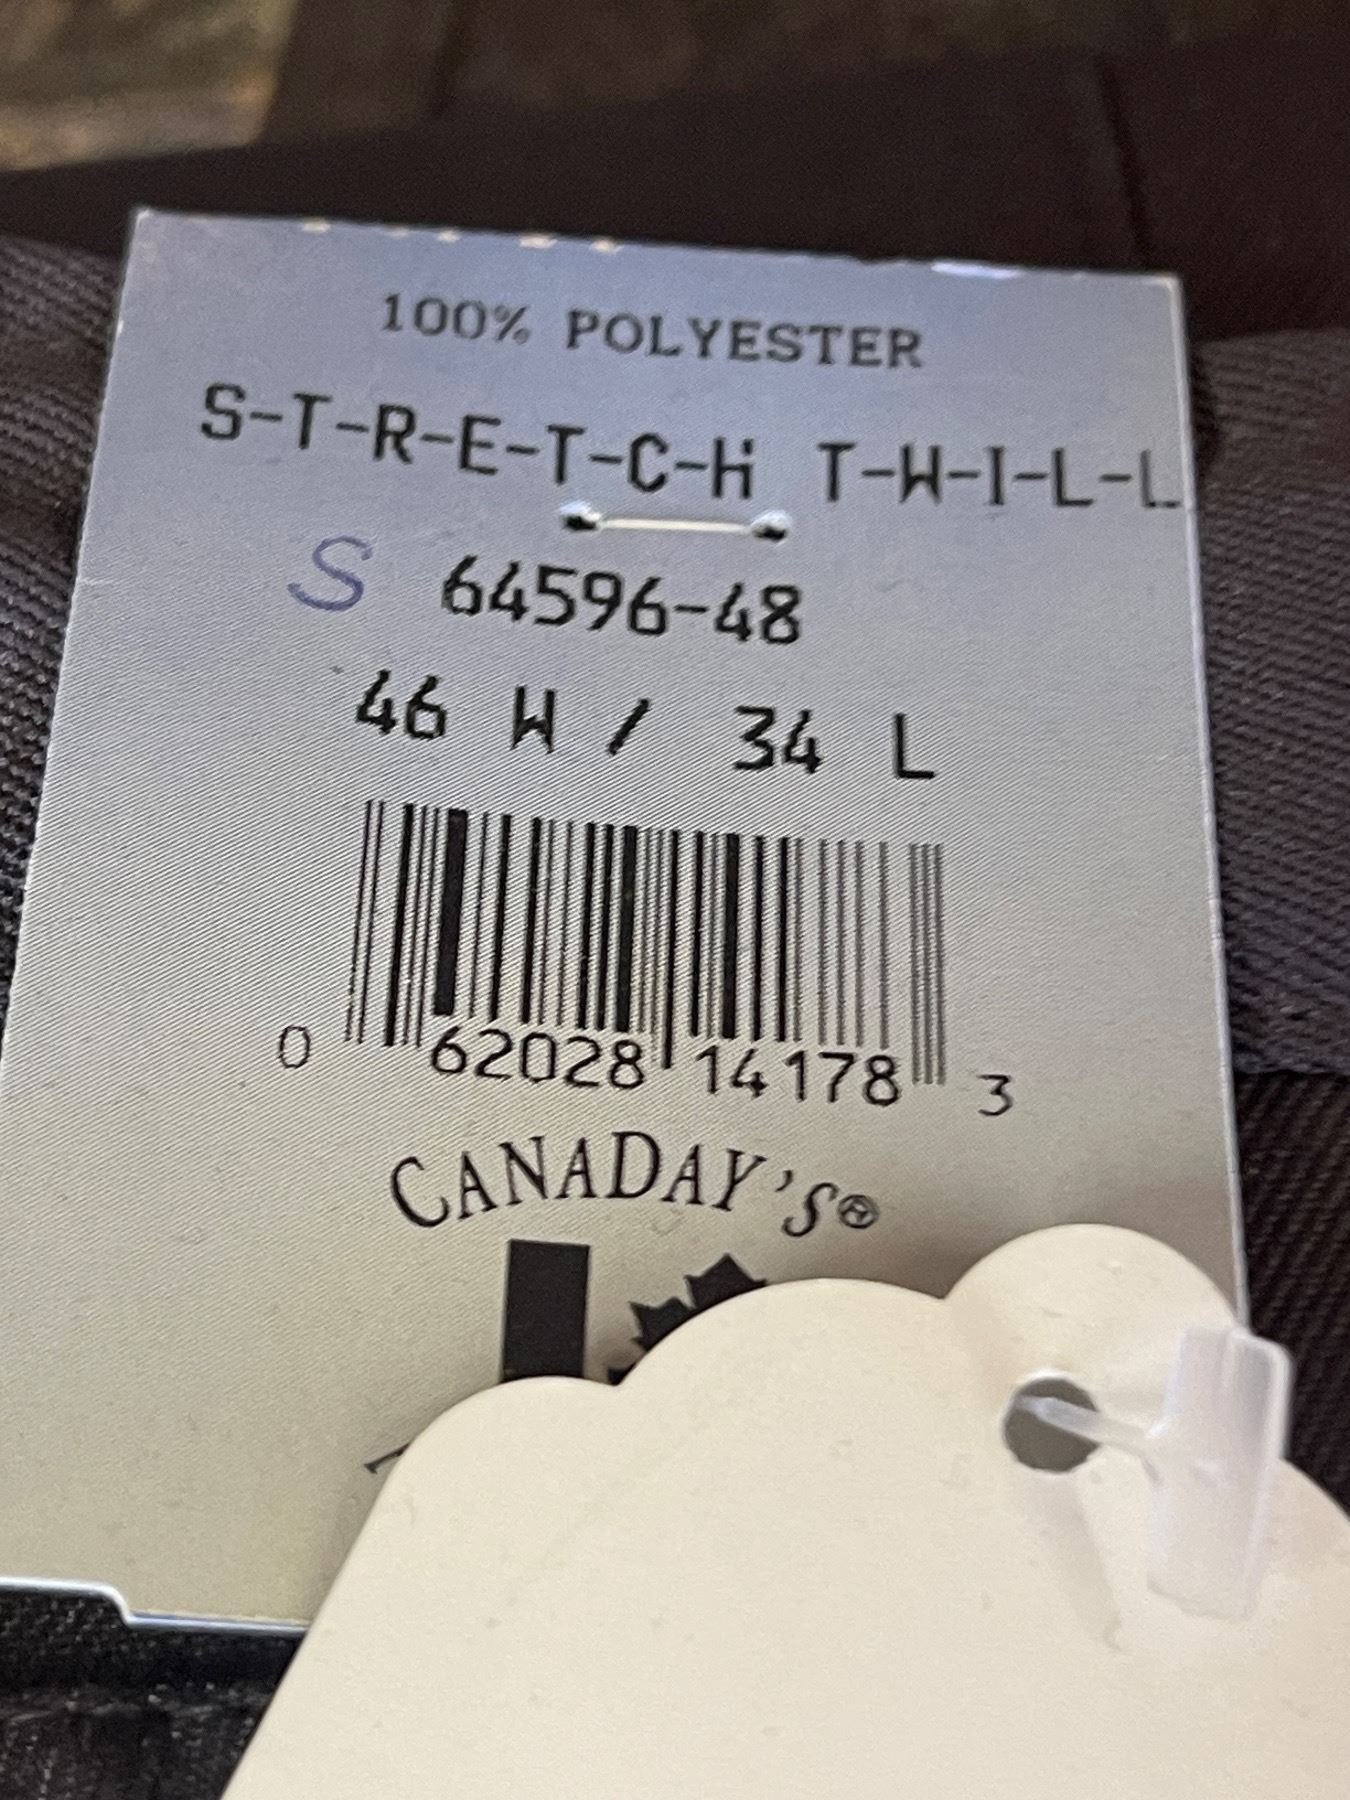 100% POLYESTER
S-T-R-E-T-C-H T-W-I-L-L
S 64596-48
46 W / 34 L
0 62028 14178 3
CANADAY'S®